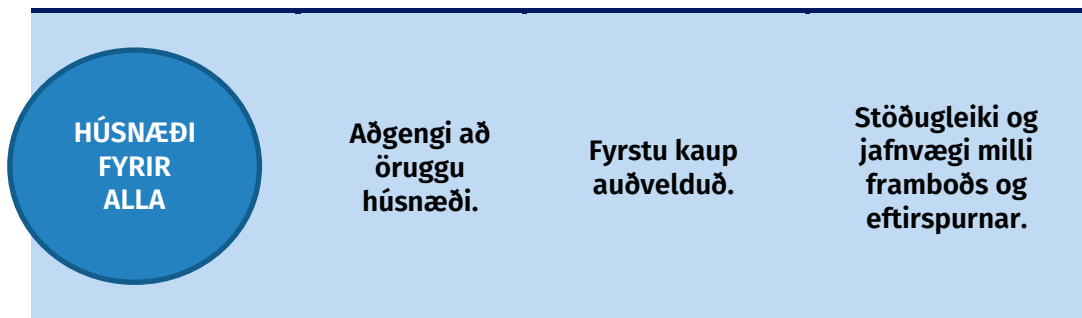 HÚSNÆÐI
FYRIR
ALLA
Aðgengi að
öruggu
húsnæði.
Fyrstu kaup
auðvelduð.
Stöðugleiki og
jafnvægi milli
framboðs og
eftirspurnar.